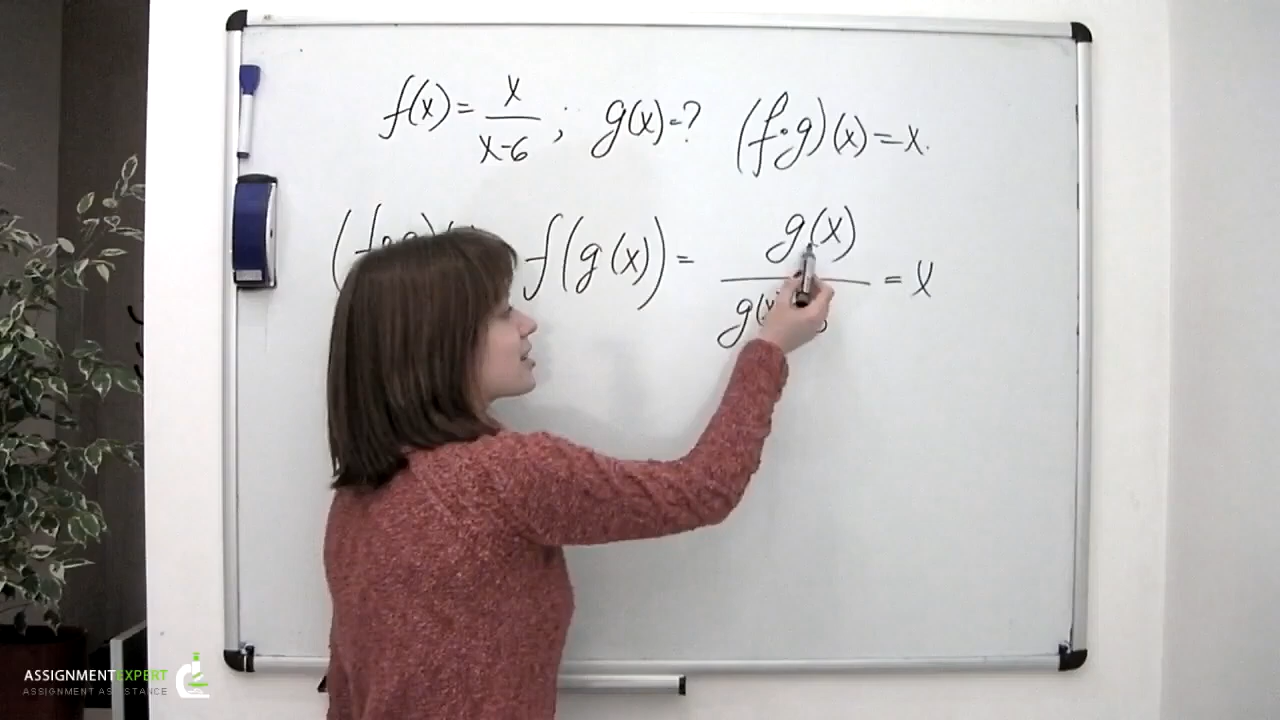 f(x) = x / x-6 ; g(x) = ? (f∘g)(x) = x.
(f∘g)( f(g(x)) = g(x) / g(x) = x
ASSIGNMENTEXPERT
ASSIGNMENT ASSISTANCE